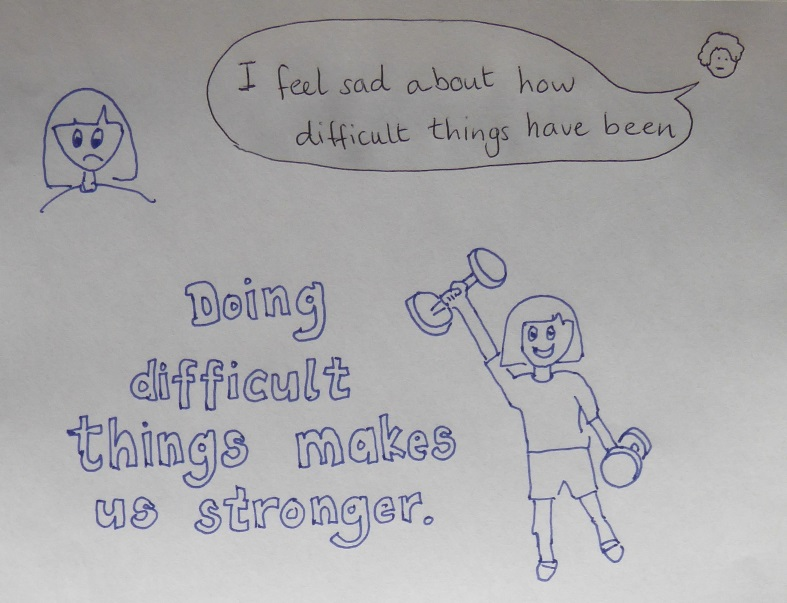 I feel sad about how
difficult things have been
Doing
difficult
things makes
us stronger.